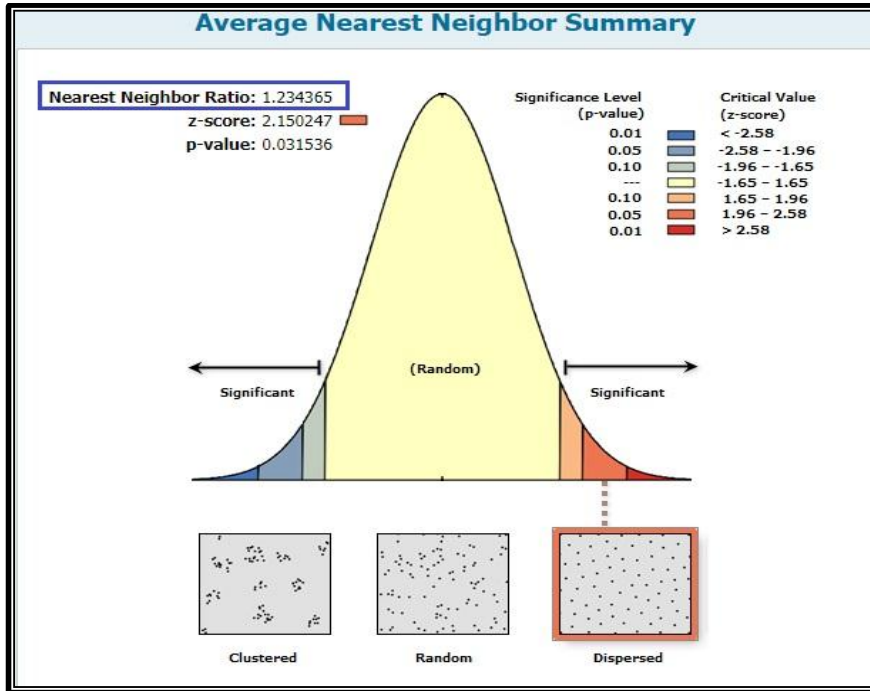 Average Nearest Neighbor Summary
Nearest Neighbor Ratio: 1.234365
z-score: 2.150247
p-value: 0.031536
Significance Level
(p-value)
Critical Value
(z-score)
0.01 < -2.58
0.05 -2.58 – -1.96
0.10 -1.96 – -1.65
--- -1.65 – 1.65
0.10 1.65 – 1.96
0.05 1.96 – 2.58
0.01 > 2.58
(Random)
Significant
Significant
Clustered
Random
Dispersed